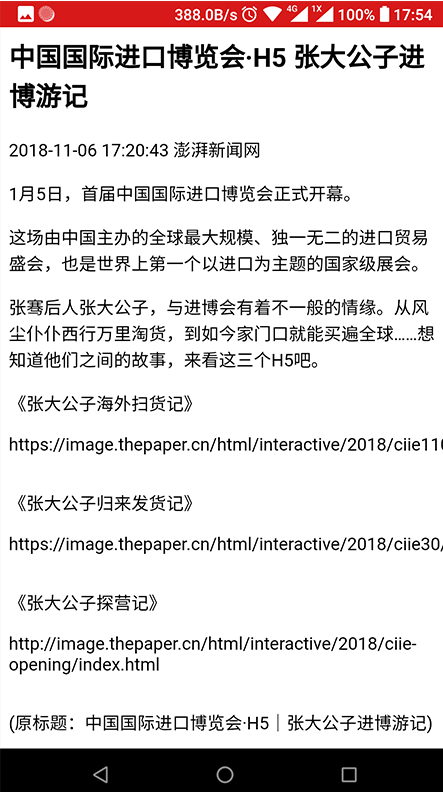 388.0B/s 4G 1X 100% 17:54
中国国际进口博览会·H5 张大公子进
博游记
2018-11-06 17:20:43 澎湃新闻网
1月5日，首届中国国际进口博览会正式开幕。
这场由中国主办的全球最大规模、独一无二的进口贸易
盛会，也是世界上第一个以进口为主题的国家级展会。
张骞后人张大公子，与进博会有着不一般的情缘。从风
尘仆仆西行万里淘货，到如今家门口就能买遍全球……想
知道他们之间的故事，来看这三个H5吧。
《张大公子海外扫货记》
https://image.thepaper.cn/html/interactive/2018/ciie110
《张大公子归来发货记》
https://image.thepaper.cn/html/interactive/2018/ciie30/
《张大公子探营记》
http://image.thepaper.cn/html/interactive/2018/ciie-
opening/index.html
(原标题：中国国际进口博览会·H5｜张大公子进博游记)